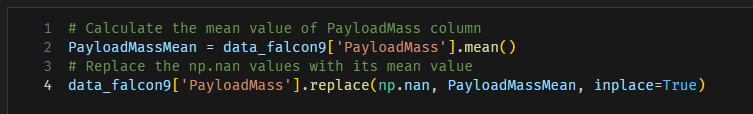 1 # Calculate the mean value of PayloadMass column
2 PayloadMassMean = data_falcon9['PayloadMass'].mean()
3 # Replace the np.nan values with its mean value
4 data_falcon9['PayloadMass'].replace(np.nan, PayloadMassMean, inplace=True)